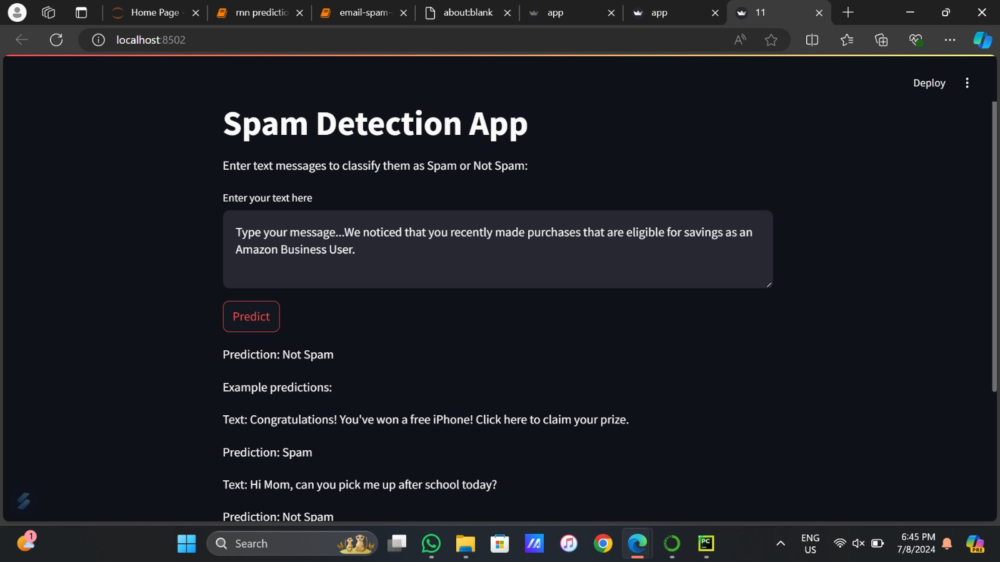 Home Page -
rnn predictio
email-spam-
about:blank
app
app
11
localhost:8502
Deploy
Spam Detection App
Enter text messages to classify them as Spam or Not Spam:
Enter your text here
Type your message...We noticed that you recently made purchases that are eligible for savings as an
Amazon Business User.
Predict
Prediction: Not Spam
Example predictions:
Text: Congratulations! You've won a free iPhone! Click here to claim your prize.
Prediction: Spam
Text: Hi Mom, can you pick me up after school today?
Prediction: Not Spam
1
Search
PC
ENG
US
6:45 PM
7/8/2024
PRE